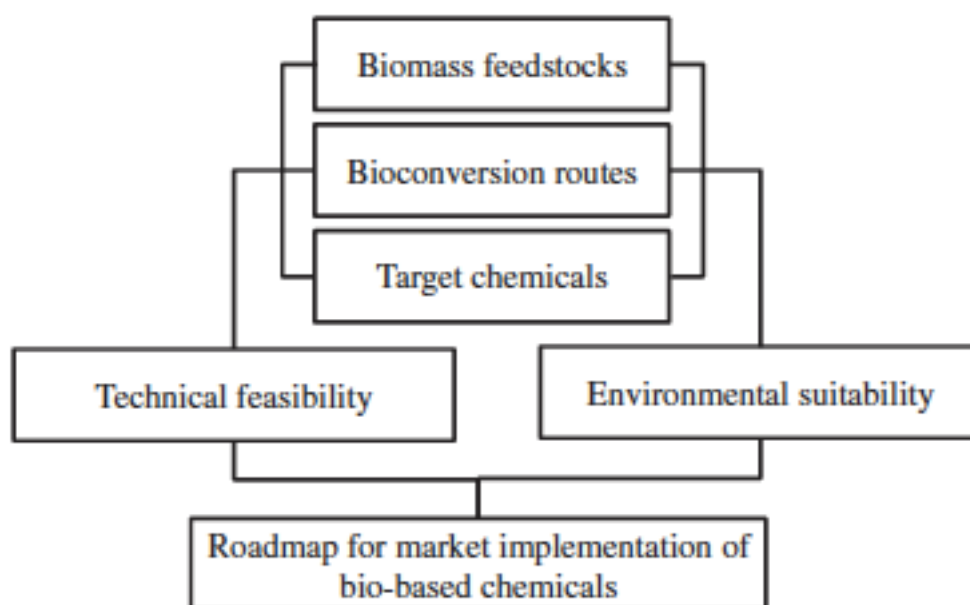 Biomass feedstocks
Bioconversion routes
Target chemicals
Technical feasibility
Environmental suitability
Roadmap for market implementation of
bio-based chemicals